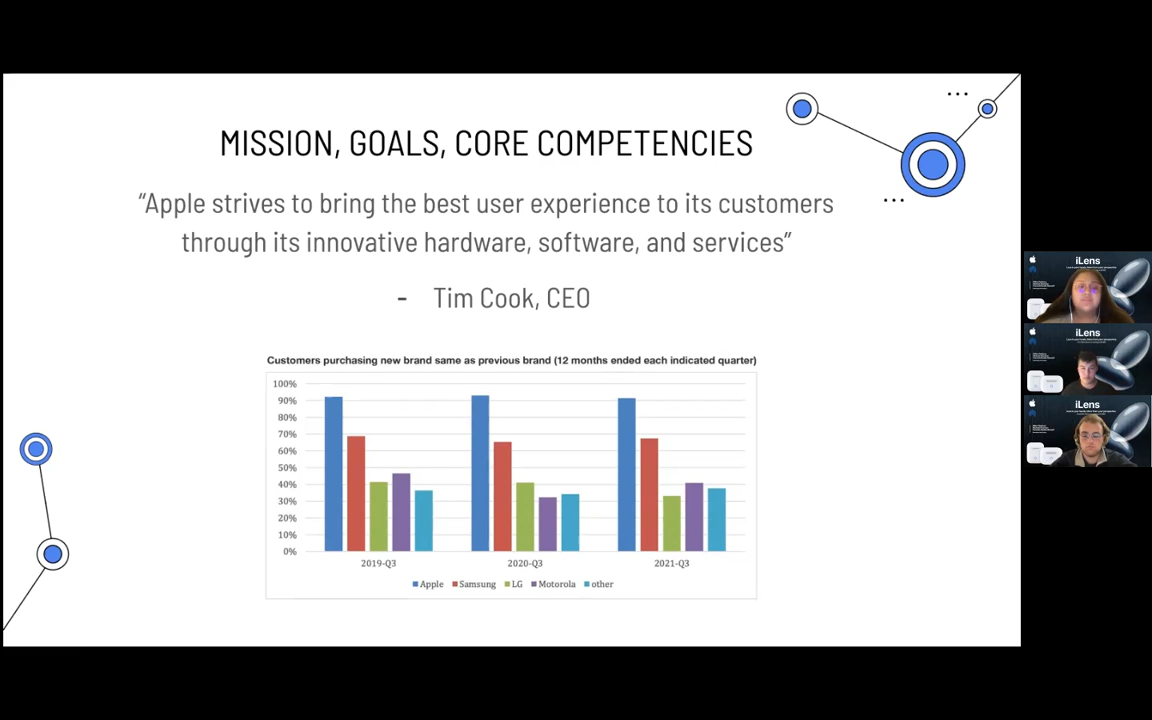 MISSION, GOALS, CORE COMPETENCIES
“Apple strives to bring the best user experience to its customers
through its innovative hardware, software, and services”
- Tim Cook, CEO
Customers purchasing new brand same as previous brand (12 months ended each indicated quarter)
100%
90%
80%
70%
60%
50%
40%
30%
20%
10%
0%
2019-Q3
2020-Q3
2021-Q3
Apple
Samsung
LG
Motorola
other
iLens
iLens
iLens